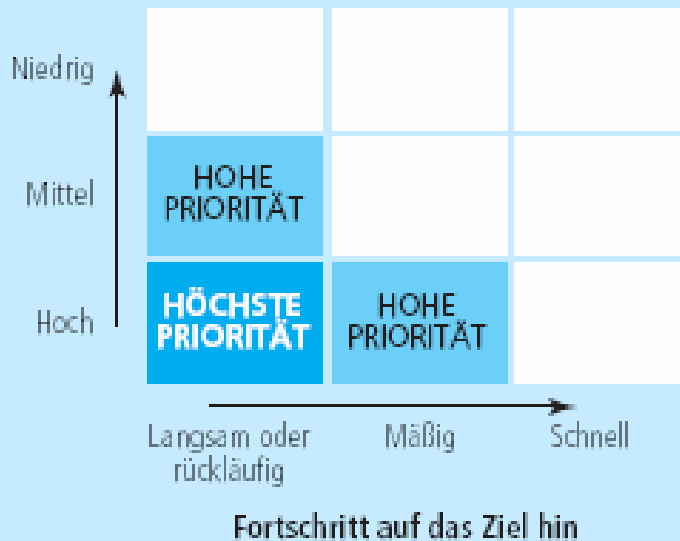 Niedrig
HOHE
PRIORITÄT
Mittel
HÖCHSTE
PRIORITÄT
HOHE
PRIORITÄT
Hoch
Langsam oder
rückläufig
Mäßig
Schnell
Fortschritt auf das Ziel hin